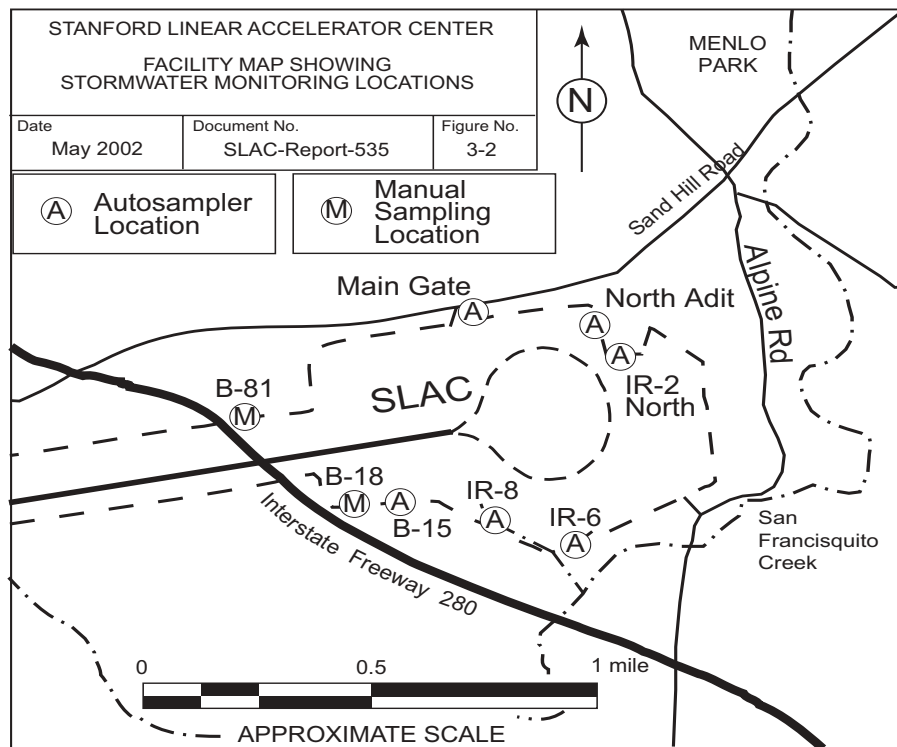 STANFORD LINEAR ACCELERATOR CENTER
FACILITY MAP SHOWING
STORMWATER MONITORING LOCATIONS
Date
May 2002
Document No.
SLAC-Report-535
Figure No.
3-2
A
Autosampler
Location
M
Manual
Sampling
Location
N
MENLO
PARK
Sand Hill Road
Alpine Rd
Main Gate
A
North Adit
A
A
IR-2
North
SLAC
B-81
M
B-18
M
A
B-15
IR-8
A
IR-6
A
San
Francisquito
Creek
Interstate Freeway 280
0
0.5
1 mile
APPROXIMATE SCALE